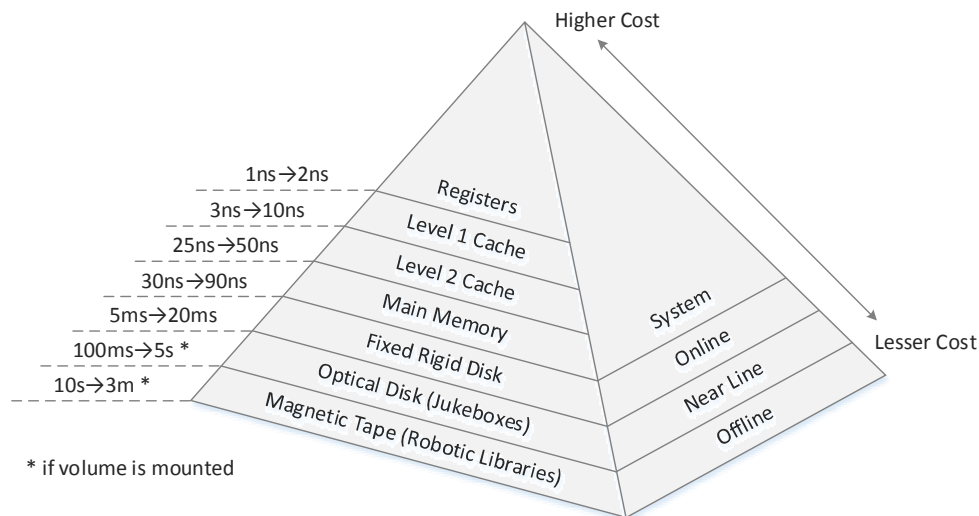 Higher Cost
1ns→2ns
3ns→10ns
25ns→50ns
30ns→90ns
5ms→20ms
100ms→5s *
10s→3m *
Registers
Level 1 Cache
Level 2 Cache
Main Memory
Fixed Rigid Disk
Optical Disk (Jukeboxes)
Magnetic Tape (Robotic Libraries)
System
Online
Near Line
Offline
Lesser Cost
* if volume is mounted